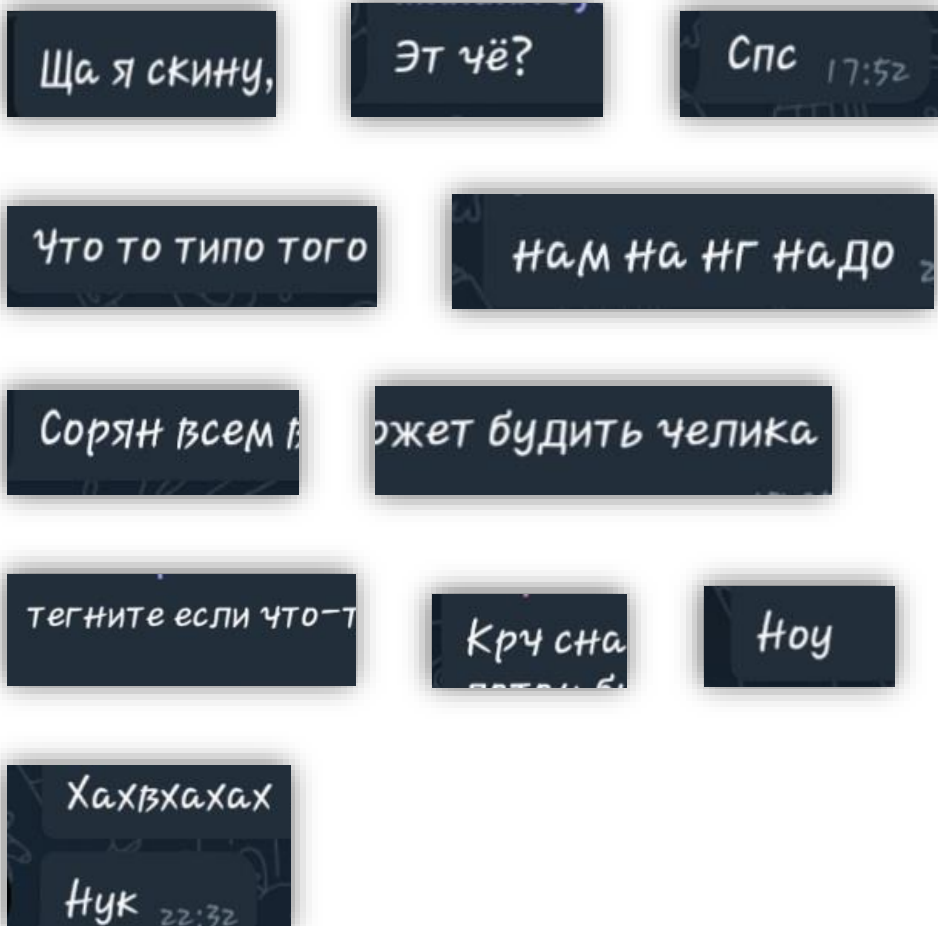 Ща я скину,
Эт чё?
Спс 17:52
Что то типо того
нам на нг надо
Сорян всем
ожет будить челика
тегните если что-т
Крч сна
Ноу
Хахвхахах
Нук 22:32